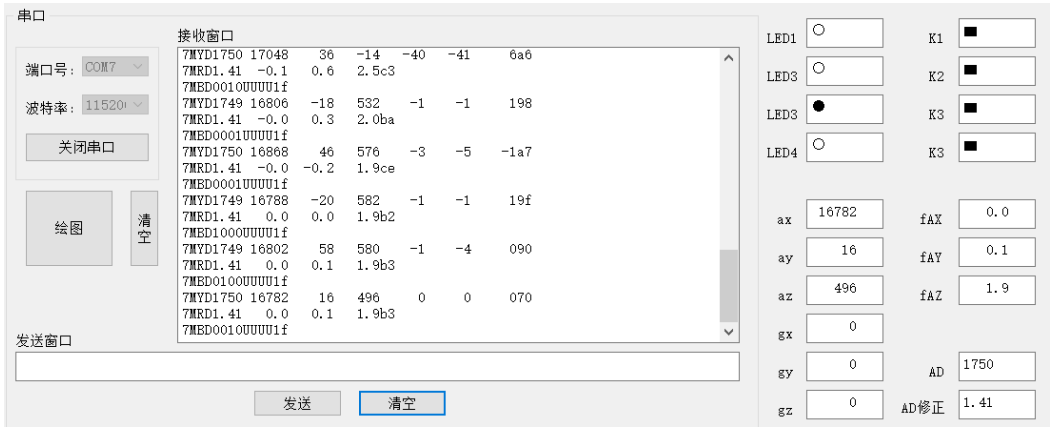 串口
接收窗口
端口号: COM7
波特率: 11520
关闭串口
绘图
清空
7MYD1750 17048 36 -14 -40 -41 6a6
7MRD1.41 -0.1 0.6 2.5c3
7MBD0010UUUU1f
7MYD1749 16806 -18 532 -1 -1 198
7MRD1.41 -0.0 0.3 2.0ba
7MBD0001UUUU1f
7MYD1750 16868 46 576 -3 -5 -1a7
7MRD1.41 -0.0 -0.2 1.9ce
7MBD0001UUUU1f
7MYD1749 16788 -20 582 -1 -1 19f
7MRD1.41 0.0 0.0 1.9b2
7MBD1000UUUU1f
7MYD1749 16802 58 580 -1 -4 090
7MRD1.41 0.0 0.1 1.9b3
7MBD0100UUUU1f
7MYD1750 16782 16 496 0 0 070
7MRD1.41 0.0 0.1 1.9b3
7MBD0010UUUU1f
发送窗口
发送
清空
LED1 K1
LED3 K2
LED3 K3
LED4 K3
ax 16782 fAX 0.0
ay 16 fAY 0.1
az 496 fAZ 1.9
gx 0
gy 0 AD 1750
gz 0 AD修正 1.41